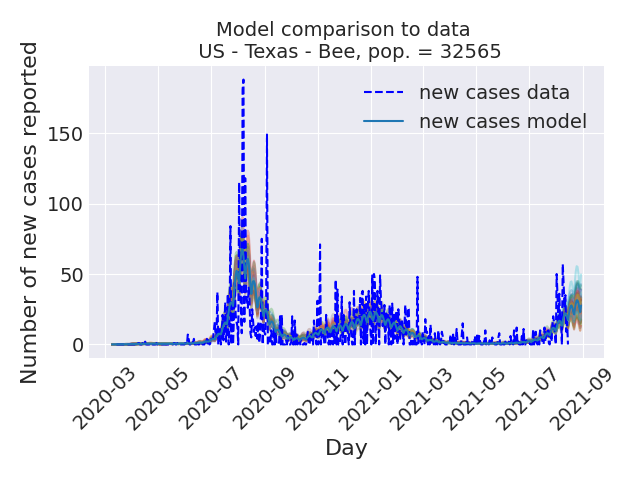 Model comparison to data
US - Texas - Bee, pop. = 32565
Number of new cases reported
150
100
50
0
new cases data
new cases model
2020-03
2020-05
2020-07
2020-09
2020-11
2021-01
2021-03
2021-05
2021-07
2021-09
Day